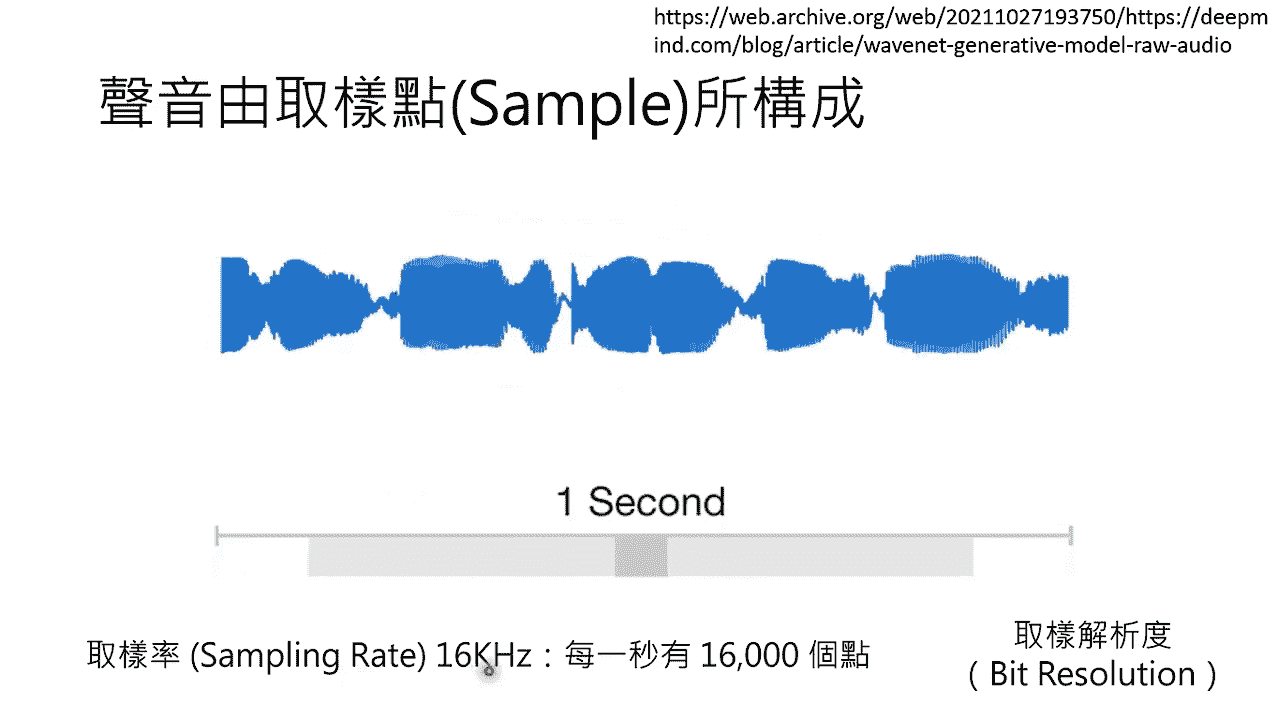 https://web.archive.org/web/20211027193750/https://deepm
ind.com/blog/article/wavenet-generative-model-raw-audio
聲音由取樣點(Sample)所構成
1 Second
取樣率 (Sampling Rate) 16KHz：每一秒有 16,000 個點
取樣解析度
( Bit Resolution )